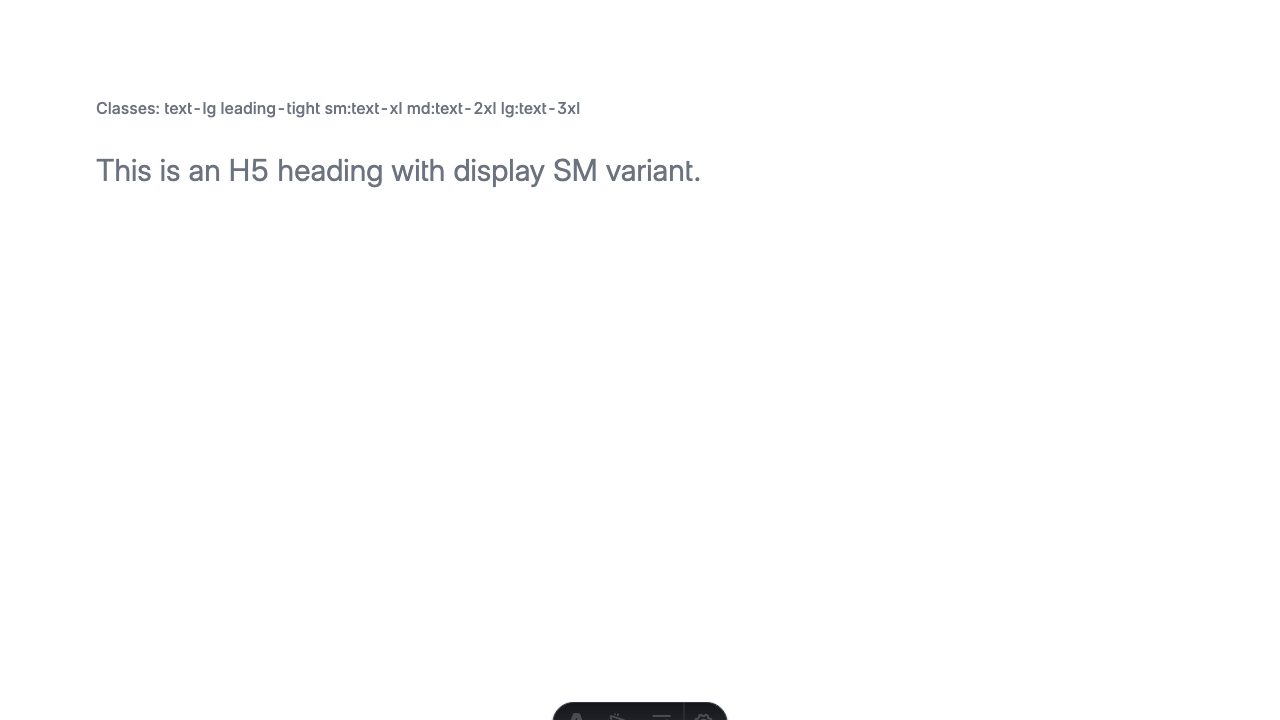 Classes: text-lg leading-tight sm:text-xl md:text-2xl lg:text-3xl
This is an H5 heading with display SM variant.